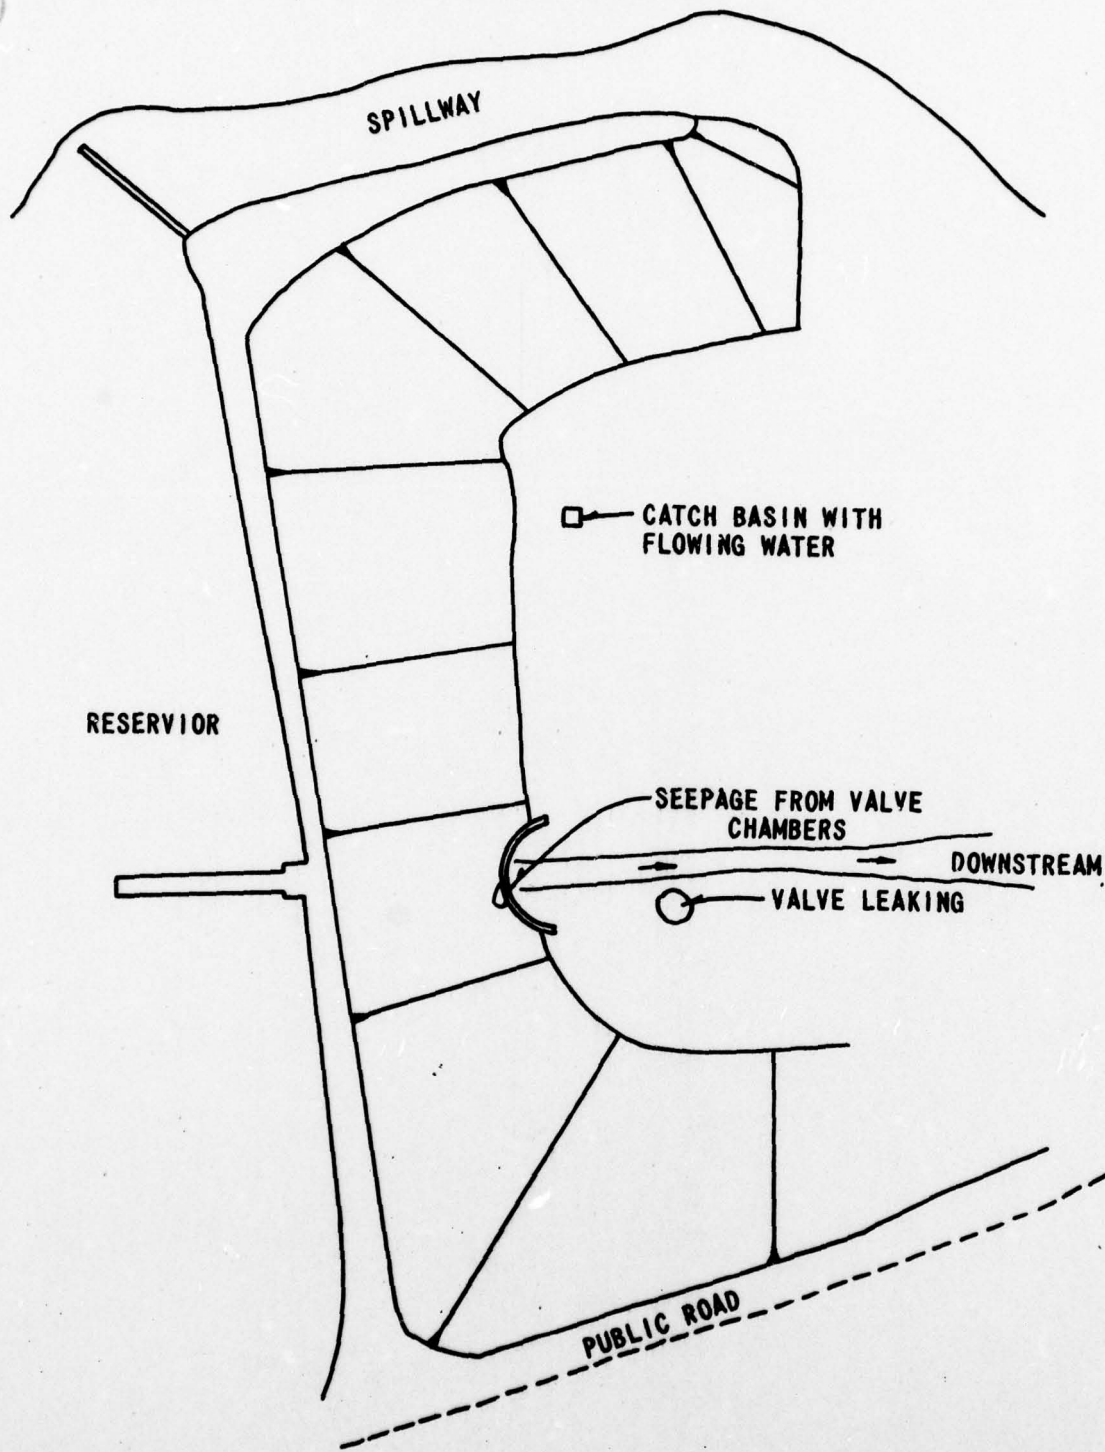 SPILLWAY
CATCH BASIN WITH
FLOWING WATER
RESERVIOR
SEEPAGE FROM VALVE
CHAMBERS
DOWNSTREAM
VALVE LEAKING
PUBLIC ROAD